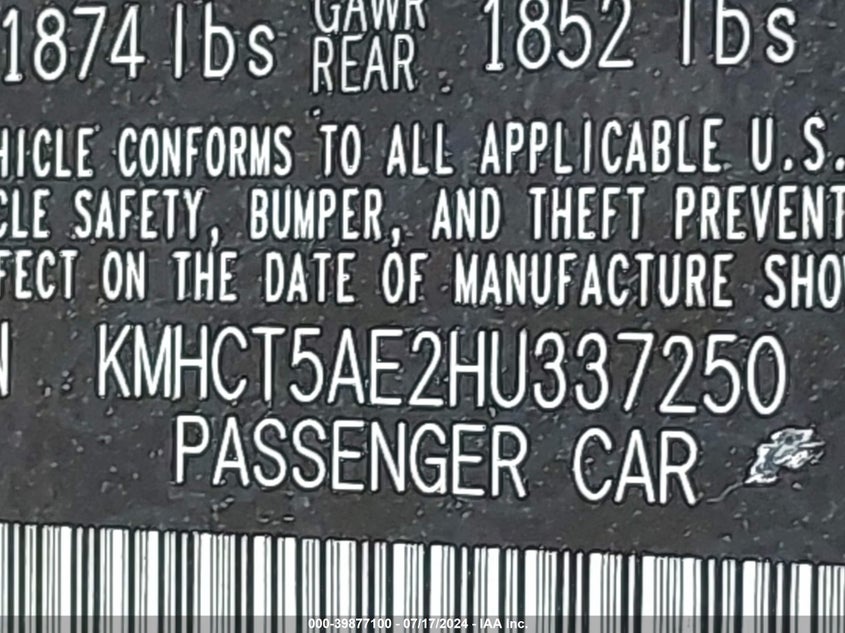 1874 lbs GAWR REAR 1852 lbs
HICLE CONFORMS TO ALL APPLICABLE U.S.
CLE SAFETY, BUMPER, AND THEFT PREVENT
FECT ON THE DATE OF MANUFACTURE SHO
N KMHCT5AE2HU337250
PASSENGER CAR
000-39877100 - 07/17/2024 - IAA Inc.